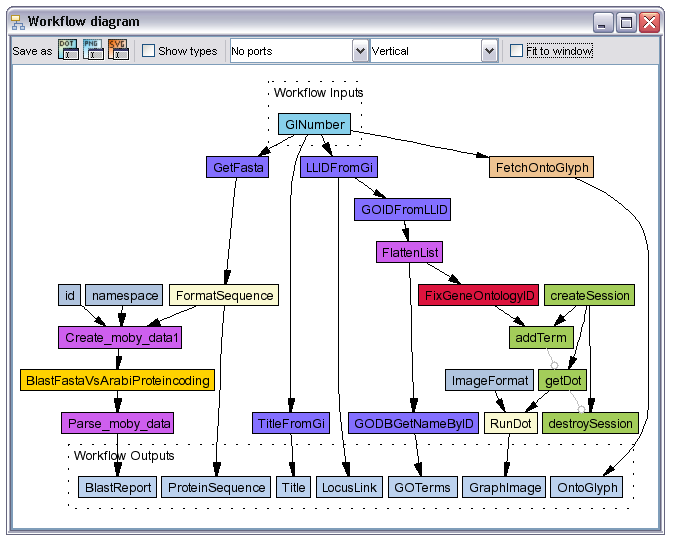 Workflow diagram
Save as DOT PNG SVG Show types No ports Vertical Fit to window
Workflow Inputs
GINumber
GetFasta LLIDFromGi FetchOntoGlyph
GOIDFromLLID
FlattenList
id namespace FormatSequence FixGeneOntologyID createSession
Create_moby_data1 addTerm
BlastFastaVsArabiProteincoding ImageFormat getDot
Parse_moby_data TitleFromGi GODBGetNameByID RunDot destroySession
Workflow Outputs
BlastReport ProteinSequence Title LocusLink GOTerms GraphImage OntoGlyph